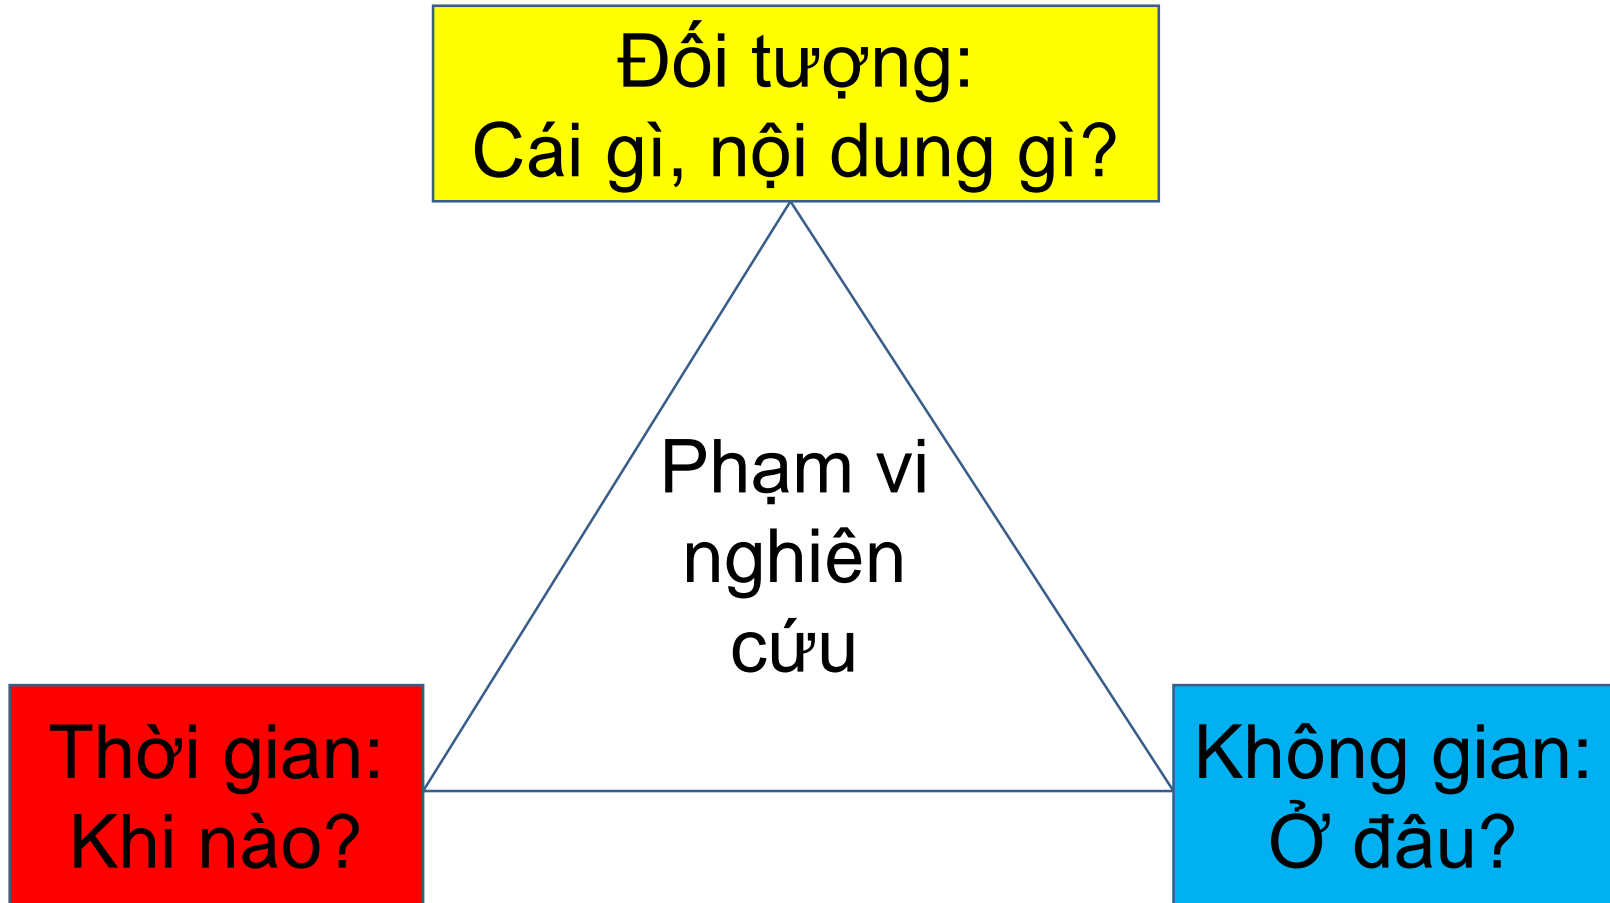 Đối tượng:
Cái gì, nội dung gì?
Phạm vi
nghiên
cứu
Thời gian:
Khi nào?
Không gian:
Ở đâu?